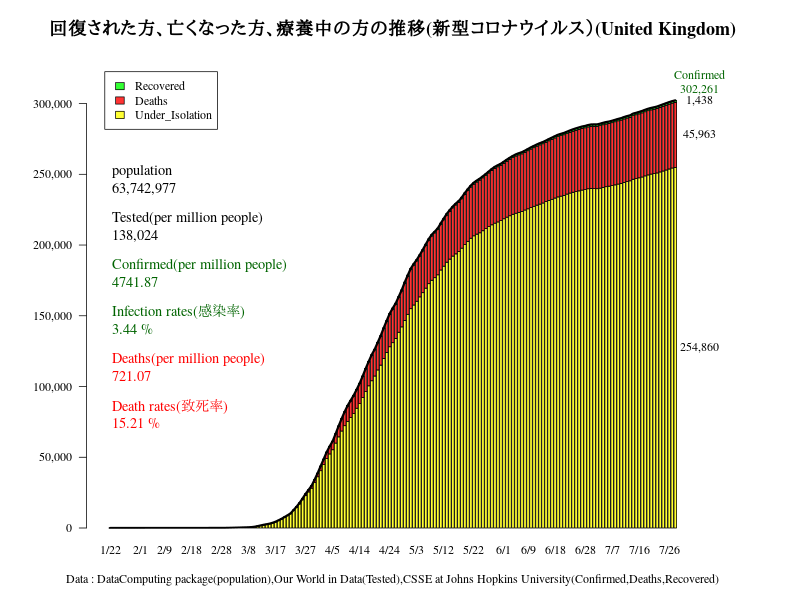 回復された方、亡くなった方、療養中の方の推移(新型コロナウイルス)(United Kingdom)
Confirmed
302,261
1,438
45,963
254,860
Recovered
Deaths
Under_Isolation
population
63,742,977
Tested(per million people)
138,024
Confirmed(per million people)
4741.87
Infection rates(感染率)
3.44 %
Deaths(per million people)
721.07
Death rates(致死率)
15.21 %
300,000
250,000
200,000
150,000
100,000
50,000
0
1/22 2/1 2/9 2/18 2/28 3/8 3/17 3/27 4/5 4/14 4/24 5/3 5/12 5/22 6/1 6/9 6/18 6/28 7/7 7/16 7/26
Data : DataComputing package(population),Our World in Data(Tested),CSSE at Johns Hopkins University(Confirmed,Deaths,Recovered)